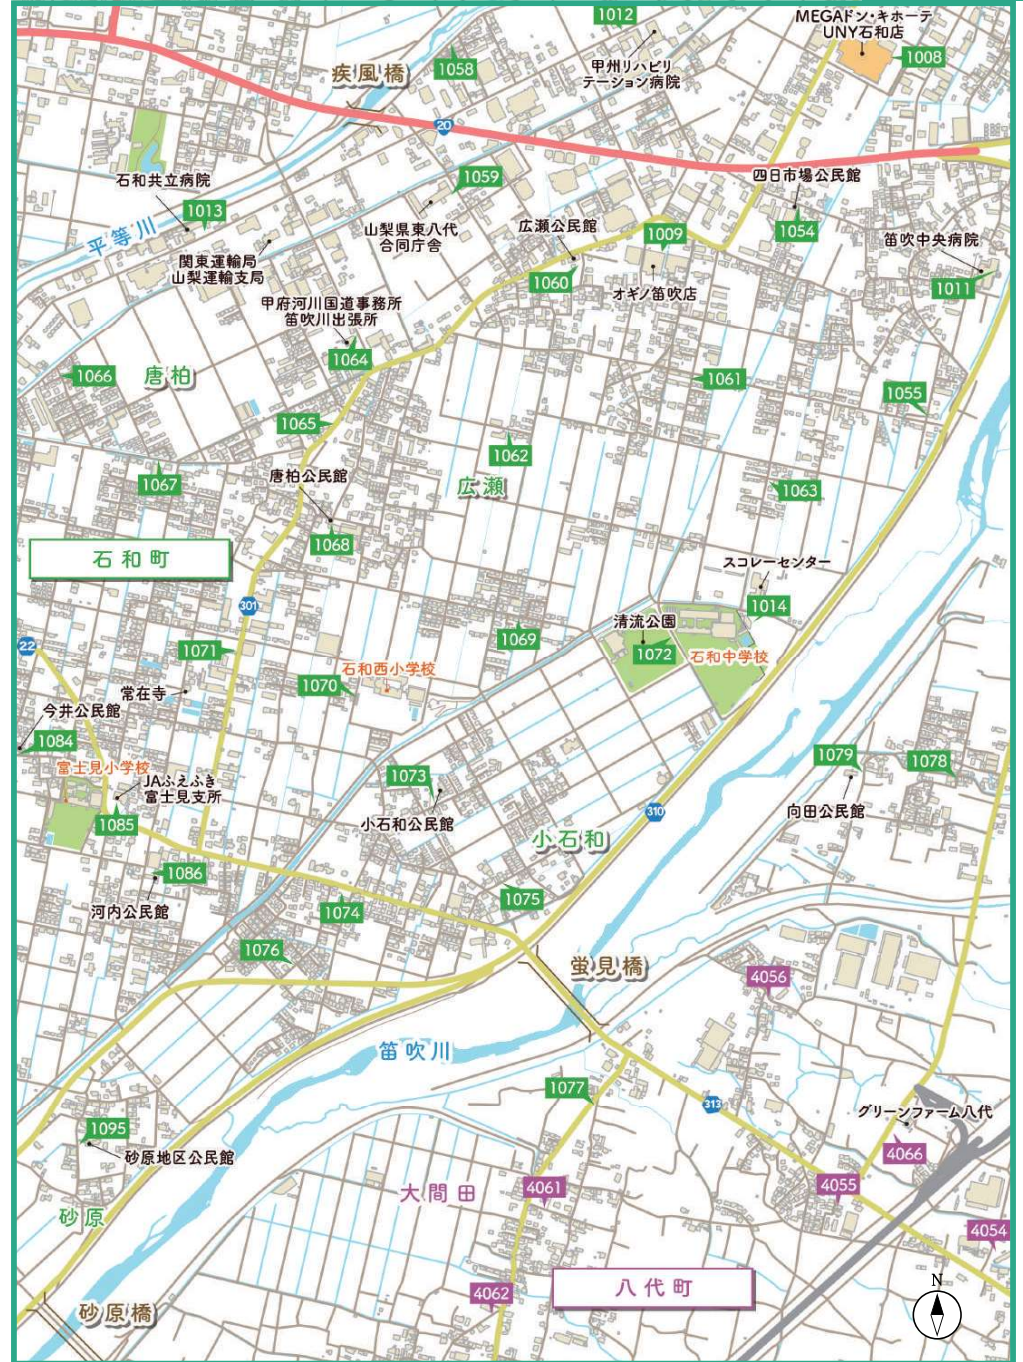 1012
MEGAドン・キホーテ
UNY石和店
1008
疾風橋
1058
甲州リハビリ
テーション病院
20
石和共立病院
1059
四日市場公民館
1013
平等川
山梨県東八代
合同庁舎
広瀬公民館
1009
1054
笛吹中央病院
関東運輸局
山梨運輸支局
1060
オギノ笛吹店
1011
甲府河川国道事務所
笛吹川出張所
1064
1066
唐柏
1061
1055
1065
1062
唐柏公民館
1067
広瀬
1063
1068
石和町
スコレーセンター
301
1014
清流公園
22
1071
1069
1072
石和中学校
石和西小学校
1070
常在寺
今井公民館
1084
富士見小学校
JAふえふき
富士見支所
1073
1079
1078
1085
小石和公民館
310
向田公民館
小石和
1086
河内公民館
1074
1075
1076
蛍見橋
4056
笛吹川
1077
313
グリーンファーム八代
1095
砂原地区公民館
4066
大間田
4061
4055
砂原
4054
4062
八代町
N
砂原橋